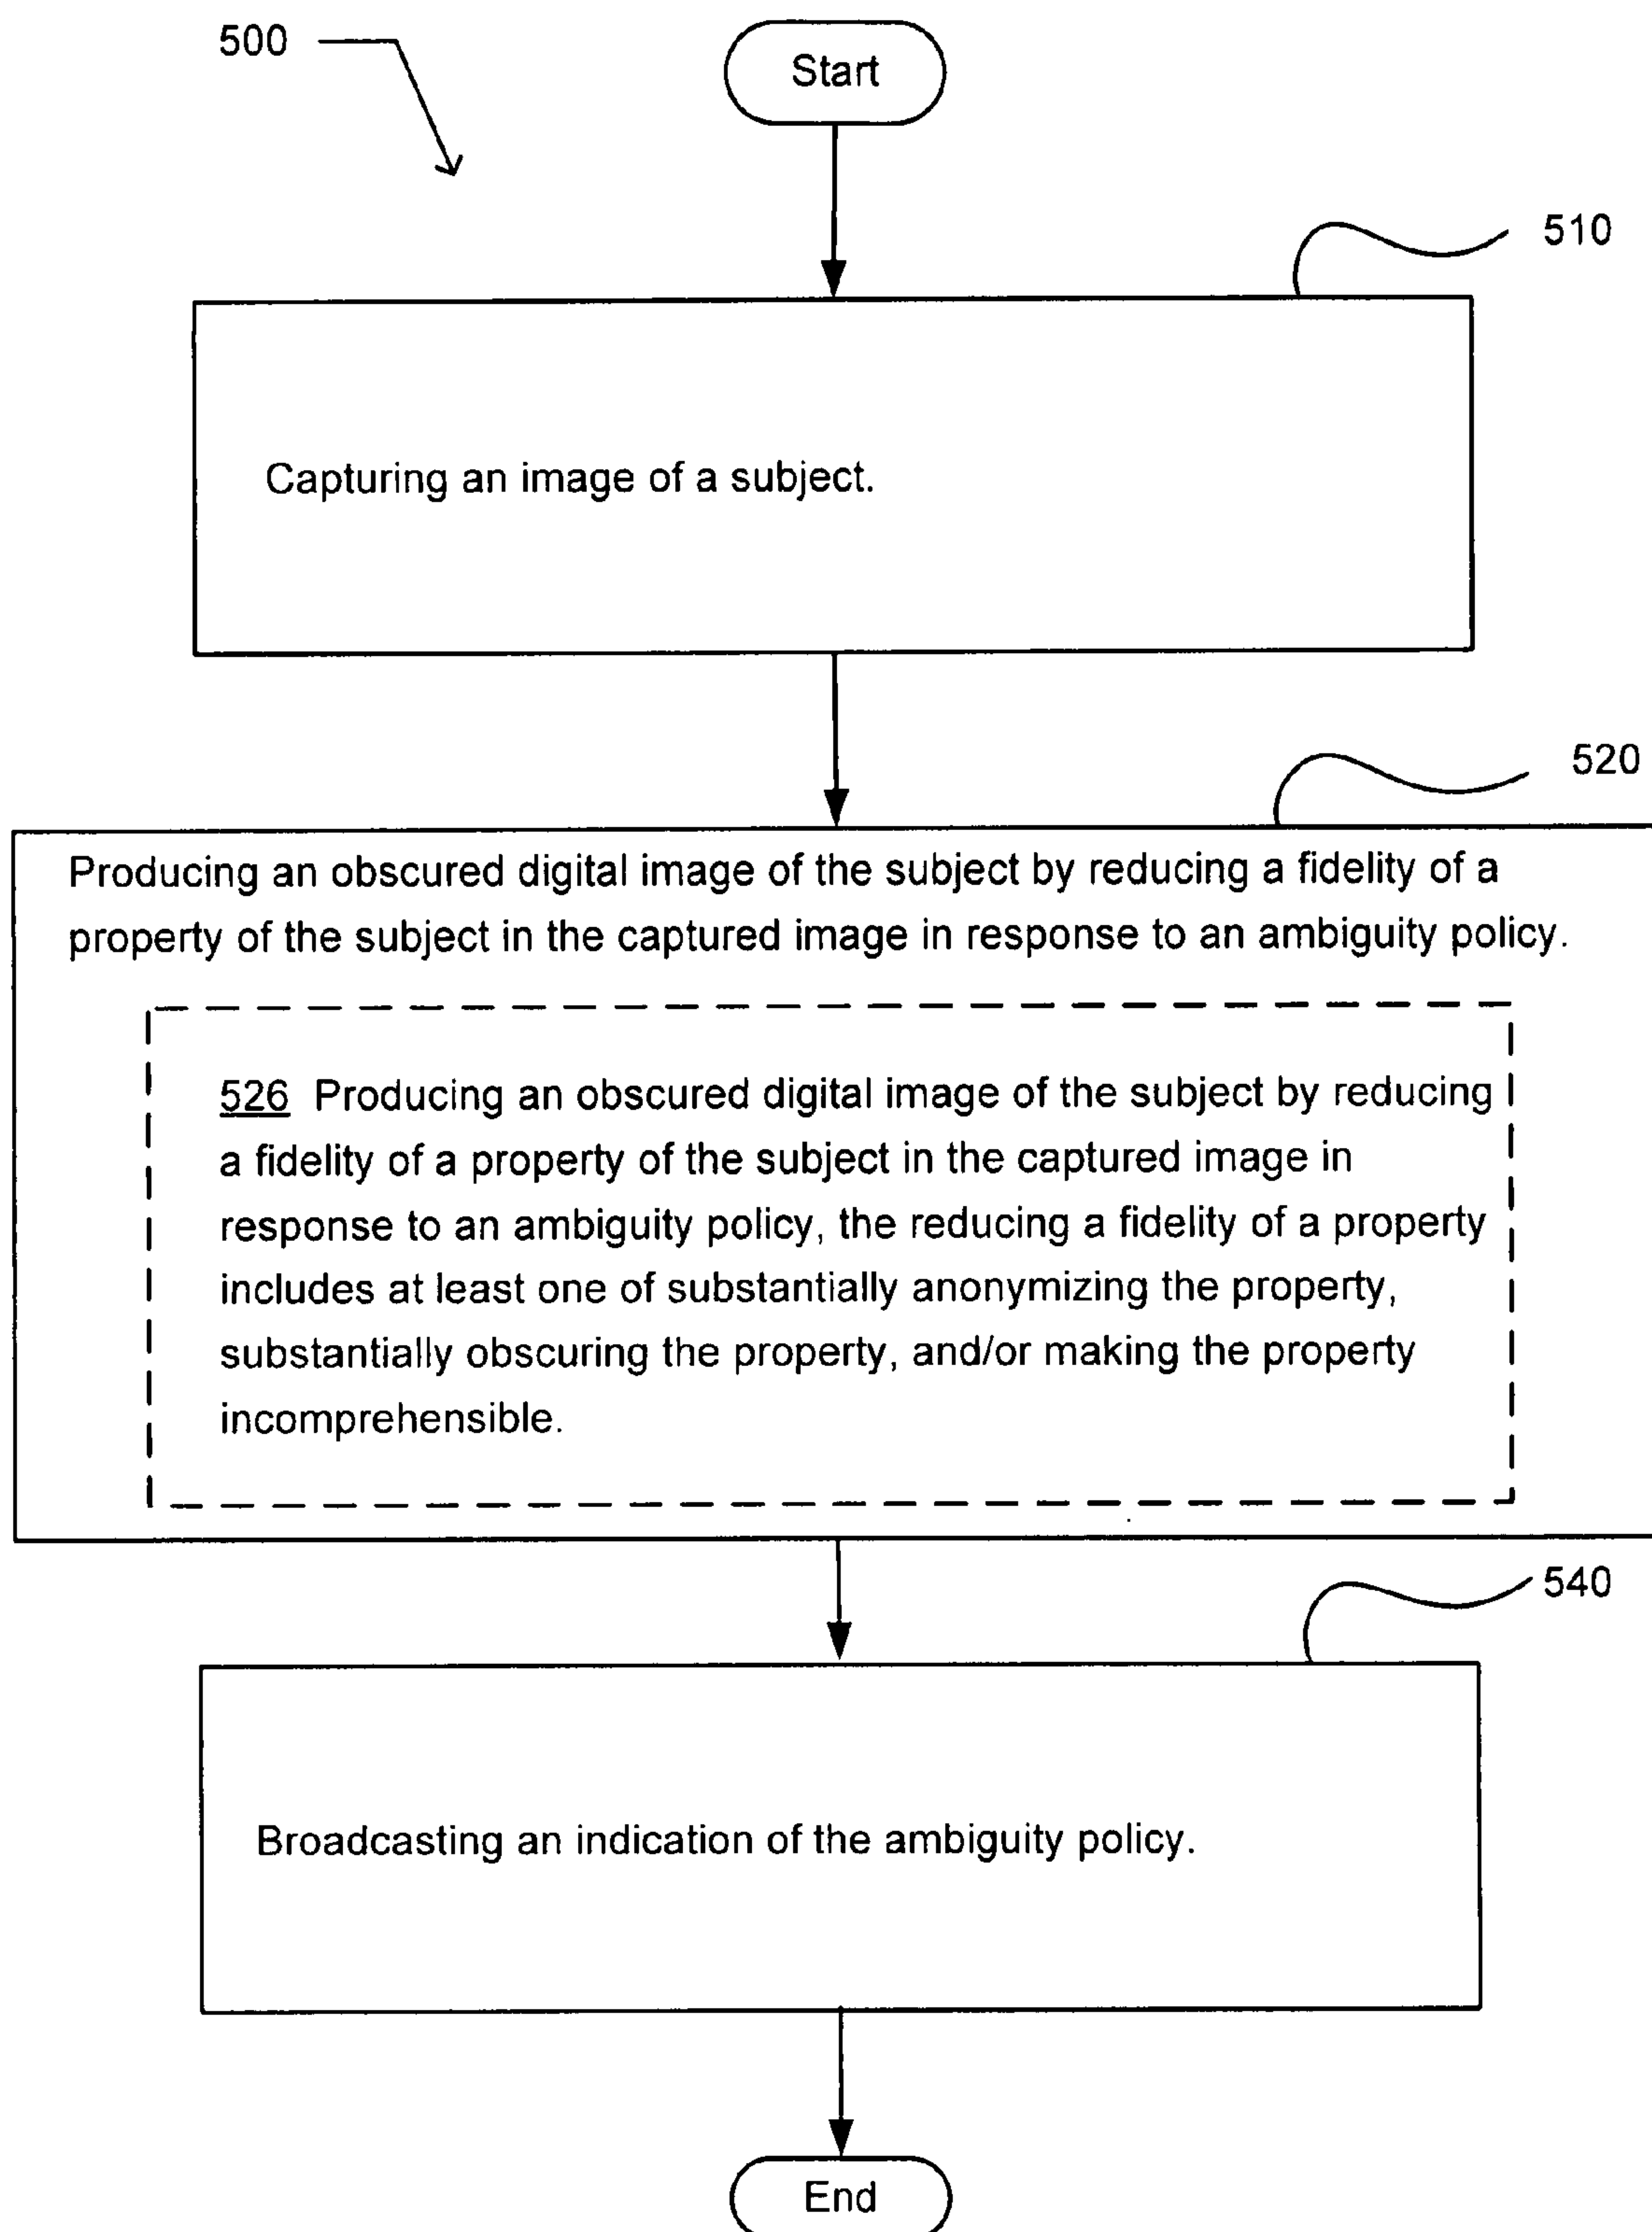 500
Start
510
Capturing an image of a subject.
520
Producing an obscured digital image of the subject by reducing a fidelity of a
property of the subject in the captured image in response to an ambiguity policy.
526 Producing an obscured digital image of the subject by reducing
a fidelity of a property of the subject in the captured image in
response to an ambiguity policy, the reducing a fidelity of a property
includes at least one of substantially anonymizing the property,
substantially obscuring the property, and/or making the property
incomprehensible.
540
Broadcasting an indication of the ambiguity policy.
End